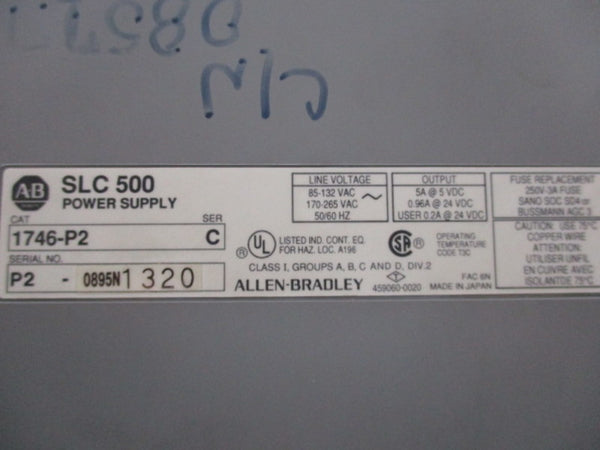 N/C
AB
SLC 500
POWER SUPPLY
CAT
SER
1746-P2
C
SERIAL NO.
P2 - 0895N1320
LINE VOLTAGE
85-132 VAC
170-265 VAC
50/60 HZ
~
OUTPUT
5A @ 5 VDC
0.96A @ 24 VDC
USER 0.2A @ 24 VDC
FUSE REPLACEMENT
250V-3A FUSE
SANO SOC SD4 or
BUSSMANN AGC 3
UL ® LISTED IND. CONT. EQ.
FOR HAZ. LOC. A196
SA ®
OPERATING
TEMPERATURE
CODE T3C
CLASS I, GROUPS A, B, C AND D, DIV.2
ALLEN-BRADLEY
FAC 6N
459060-0020 MADE IN JAPAN
CAUTION: USE 75°C
COPPER WIRE
ATTENTION:
UTILISER UNFIL
EN CUIVRE AVEC
ISOLANTDE 75°C